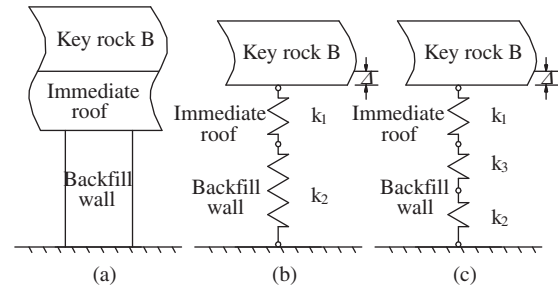 Key rock B
Immediate
roof
Backfill
wall
(a)
Key rock B
Δ
Immediate
roof
k1
Backfill
wall
k2
(b)
Key rock B
Δ
Immediate
roof
k1
k3
Backfill
wall
k2
(c)